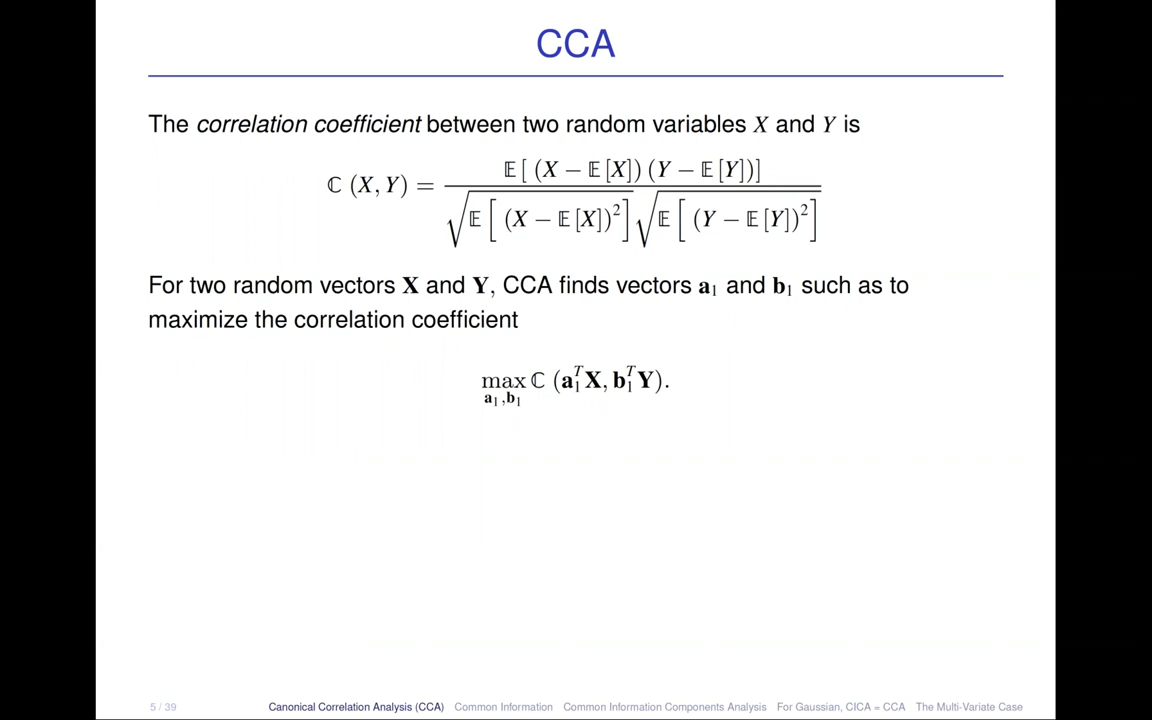 CCA
The correlation coefficient between two random variables X and Y is
ℂ (X, Y) = 𝔼 [ (X − 𝔼 [X]) (Y − 𝔼 [Y])] / √𝔼 [ (X − 𝔼 [X])²] √𝔼 [ (Y − 𝔼 [Y])²]
For two random vectors X and Y, CCA finds vectors a₁ and b₁ such as to
maximize the correlation coefficient
max ℂ (a₁ᵀX, b₁ᵀY).
a₁,b₁
5 / 39 Canonical Correlation Analysis (CCA) Common Information Common Information Components Analysis For Gaussian, CICA = CCA The Multi-Variate Case